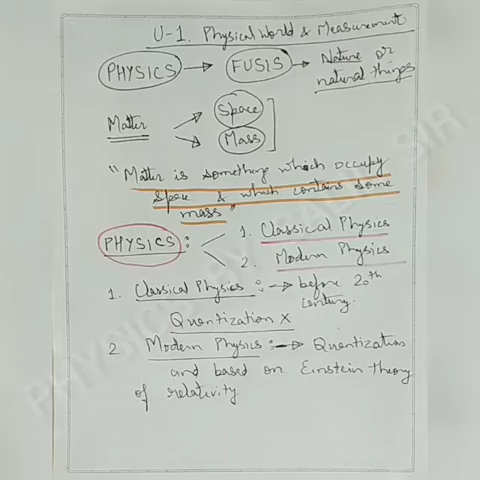 U-1. Physical World & Measurement
PHYSICS → FUSIS → Nature or
natural things
Matter → Space
→ Mass
"Matter is something which occupy
space & which contains some
mass"
PHYSICS: 1. Classical Physics
2. Modern Physics
1. Classical Physics :→ before 20th
century.
Quantization X
2 Modern Physics :→ Quantization
and based on Einstein theory
of relativity